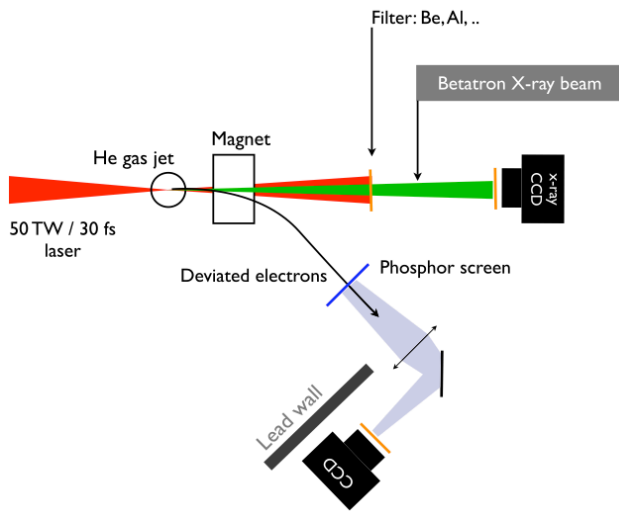 Filter: Be, Al, ..
Betatron X-ray beam
Magnet
He gas jet
x-ray
CCD
50 TW / 30 fs
laser
Deviated electrons
Phosphor screen
Lead wall
CCD